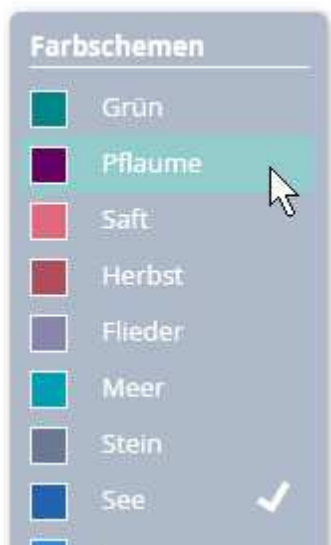 Farbschemen
Grün
Pflaume
Saft
Herbst
Flieder
Meer
Stein
See